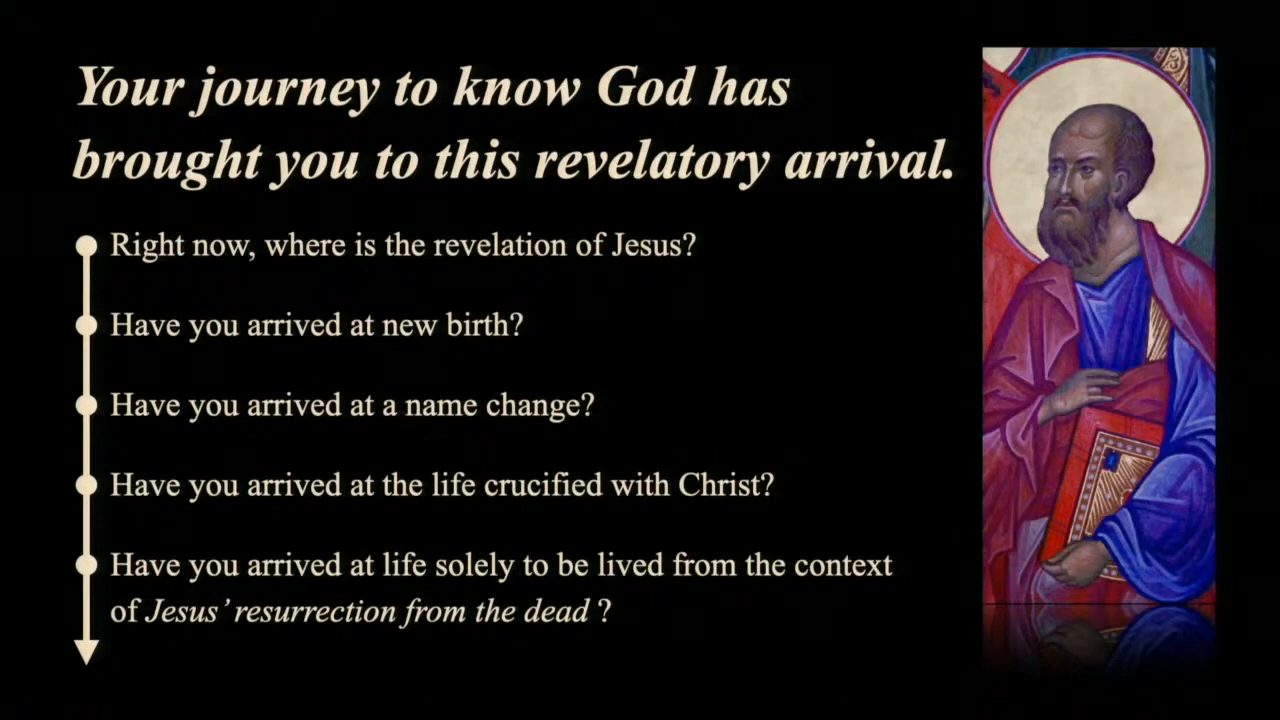 Your journey to know God has
brought you to this revelatory arrival.
Right now, where is the revelation of Jesus?
Have you arrived at new birth?
Have you arrived at a name change?
Have you arrived at the life crucified with Christ?
Have you arrived at life solely to be lived from the context
of Jesus’ resurrection from the dead ?